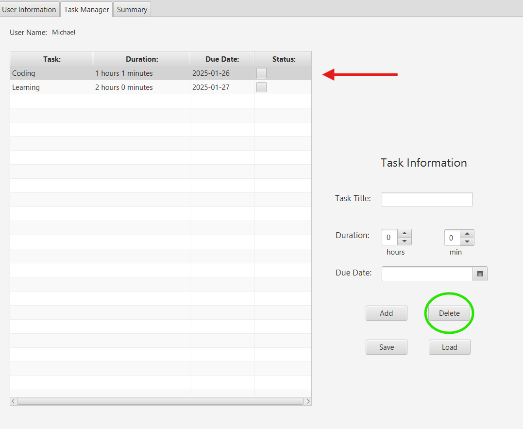 User Information Task Manager Summary
User Name: Michael
Task: Duration: Due Date: Status:
Coding 1 hours 1 minutes 2025-01-26
Learning 2 hours 0 minutes 2025-01-27
Task Information
Task Title:
Duration: 0 0
hours min
Due Date:
Add Delete
Save Load